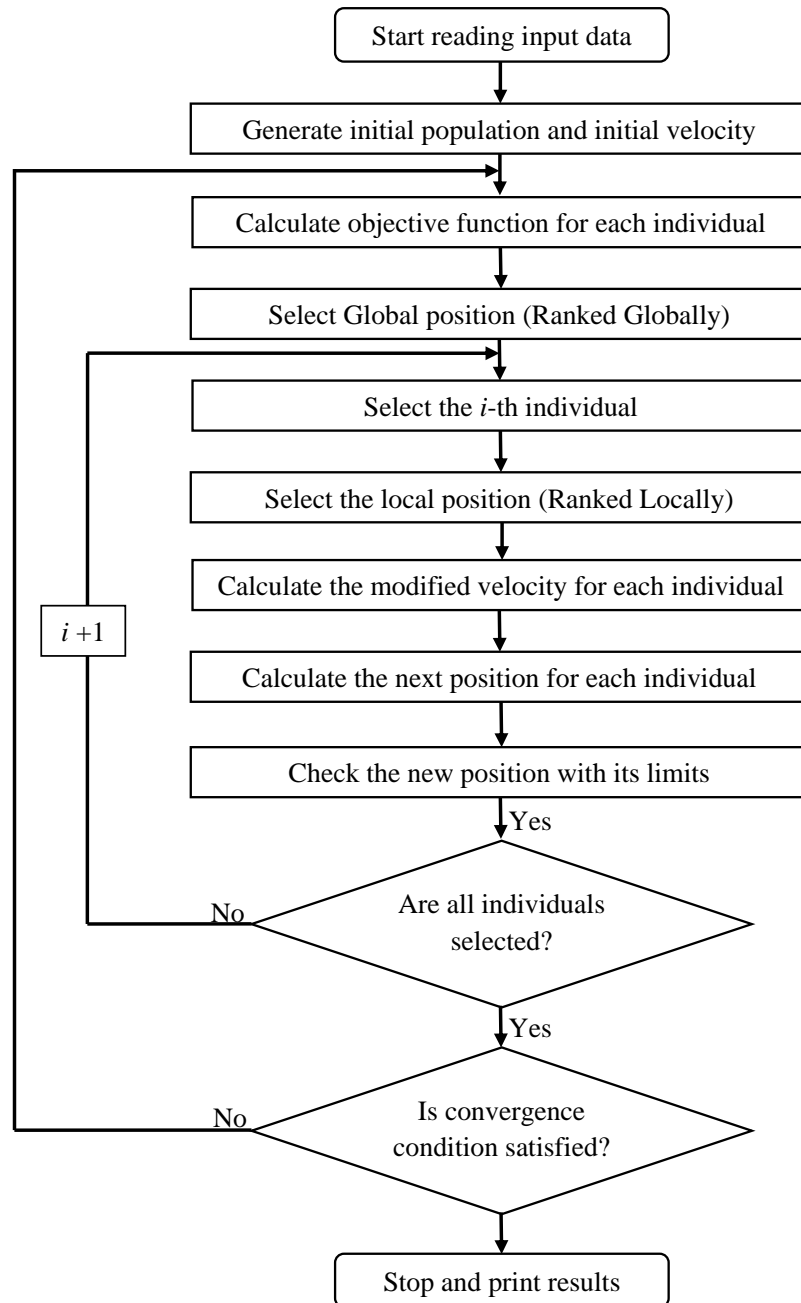 Start reading input data
Generate initial population and initial velocity
Calculate objective function for each individual
Select Global position (Ranked Globally)
Select the i-th individual
Select the local position (Ranked Locally)
Calculate the modified velocity for each individual
i +1
Calculate the next position for each individual
Check the new position with its limits
Yes
No
Are all individuals
selected?
Yes
No
Is convergence
condition satisfied?
Stop and print results